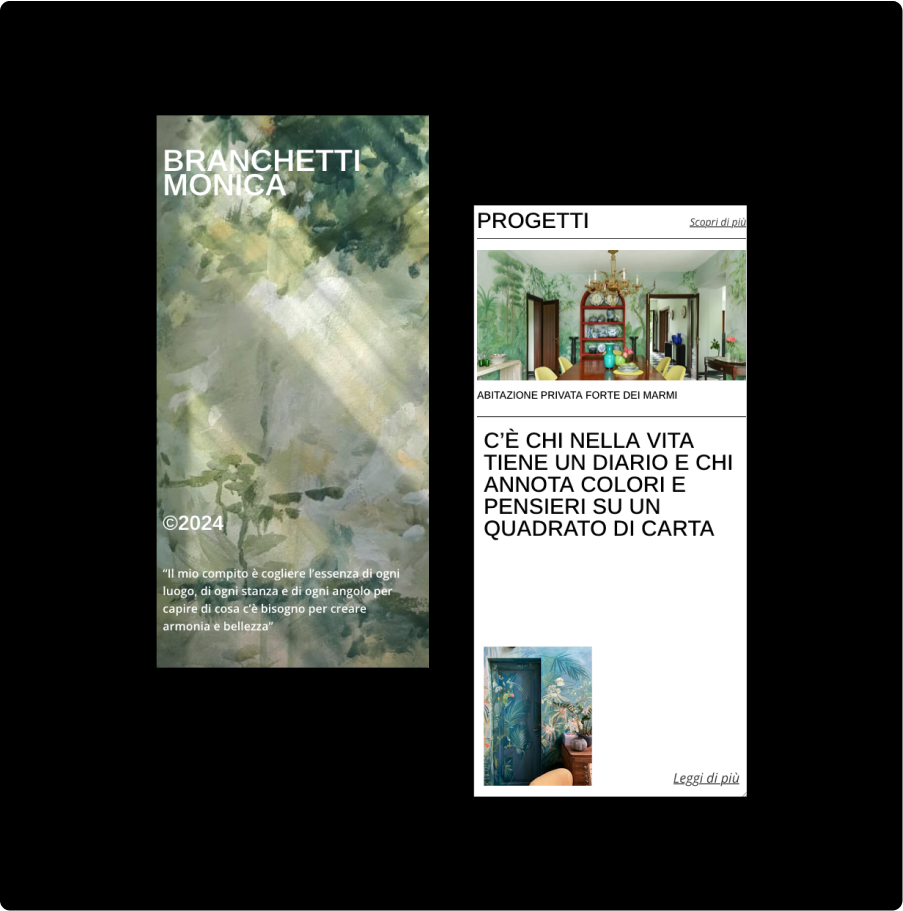 BRANCHETTI
MONICA
©2024
“Il mio compito è cogliere l’essenza di ogni
luogo, di ogni stanza e di ogni angolo per
capire di cosa c’è bisogno per creare
armonia e bellezza”
PROGETTI
Scopri di più
ABITAZIONE PRIVATA FORTE DEI MARMI
C’È CHI NELLA VITA
TIENE UN DIARIO E CHI
ANNOTA COLORI E
PENSIERI SU UN
QUADRATO DI CARTA
Leggi di più